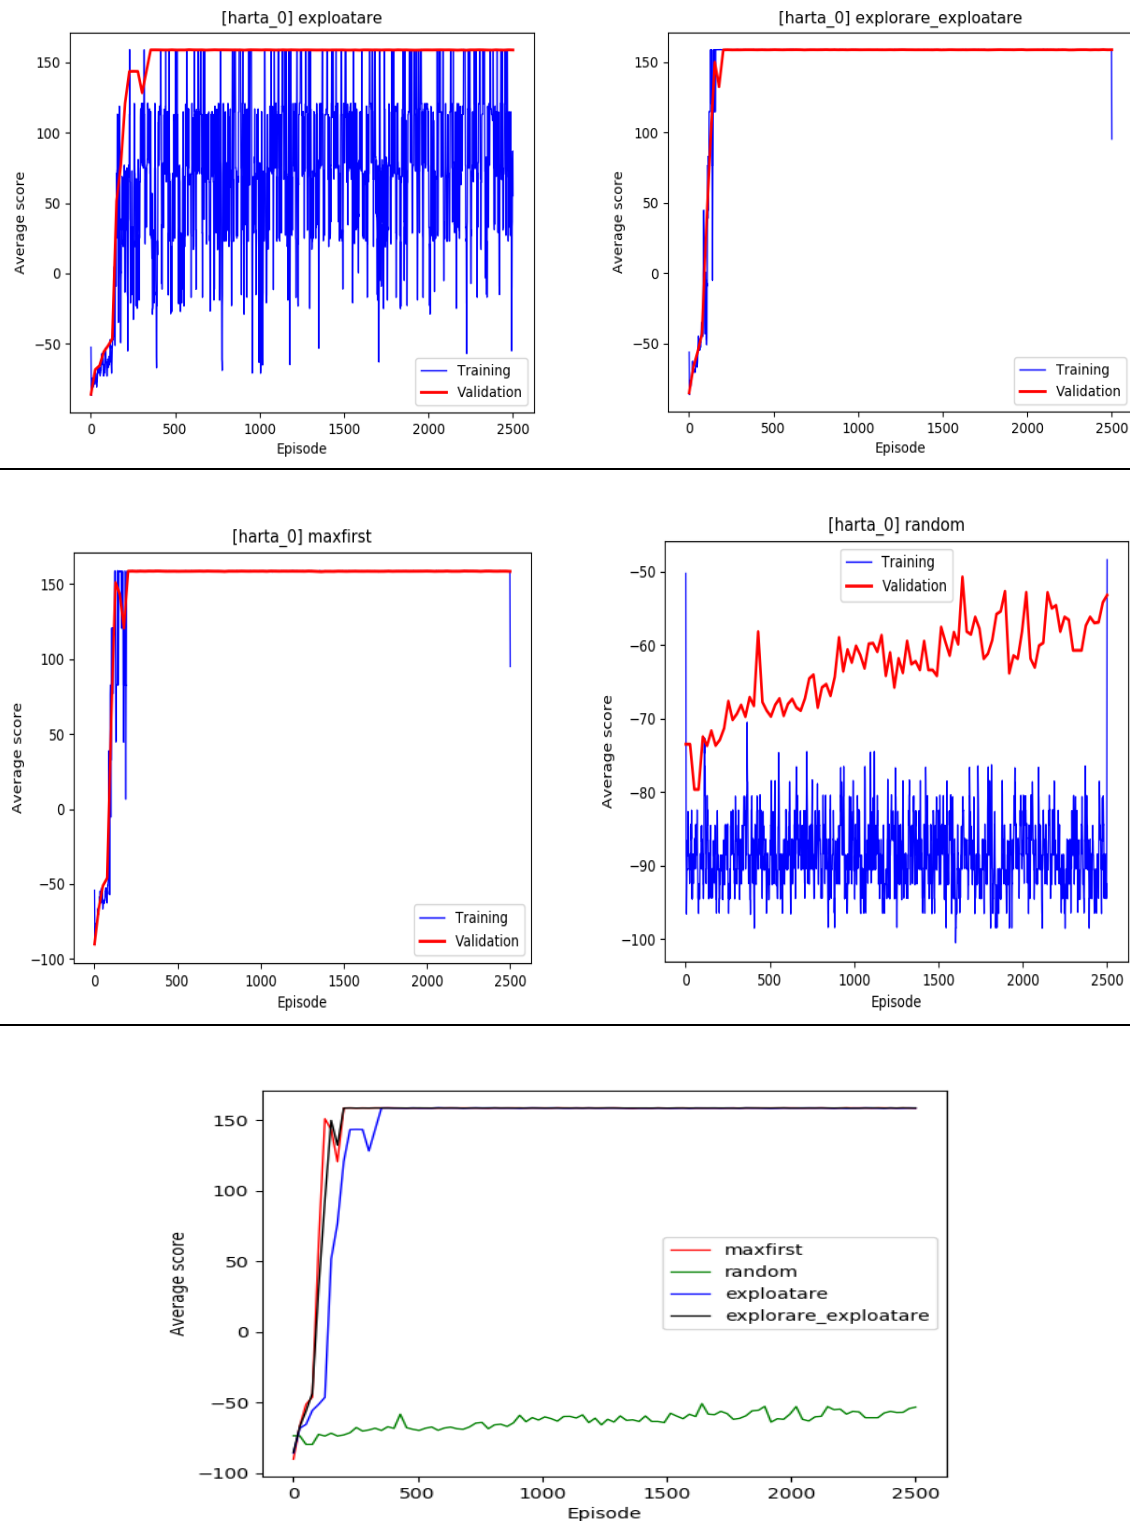 [harta_0] exploatare
150
100
50
0
−50
Average score
0 500 1000 1500 2000 2500
Episode
Training
Validation
[harta_0] explorare_exploatare
150
100
50
0
−50
Average score
0 500 1000 1500 2000 2500
Episode
Training
Validation
[harta_0] maxfirst
150
100
50
0
−50
−100
Average score
0 500 1000 1500 2000 2500
Episode
Training
Validation
[harta_0] random
−50
−60
−70
−80
−90
−100
Average score
0 500 1000 1500 2000 2500
Episode
Training
Validation
150
100
50
0
−50
−100
Average score
0 500 1000 1500 2000 2500
Episode
maxfirst
random
exploatare
explorare_exploatare